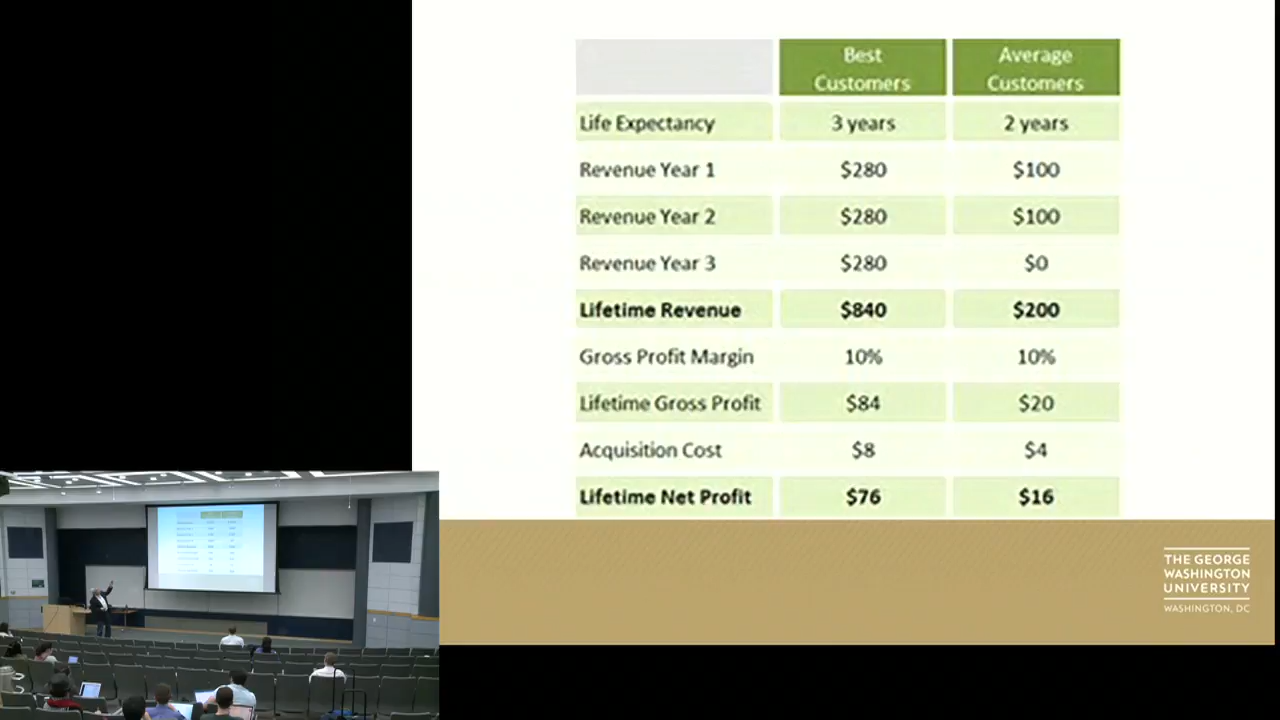 Best
Customers
Average
Customers
Life Expectancy 3 years 2 years
Revenue Year 1 $280 $100
Revenue Year 2 $280 $100
Revenue Year 3 $280 $0
Lifetime Revenue $840 $200
Gross Profit Margin 10% 10%
Lifetime Gross Profit $84 $20
Acquisition Cost $8 $4
Lifetime Net Profit $76 $16
THE GEORGE
WASHINGTON
UNIVERSITY
WASHINGTON, DC